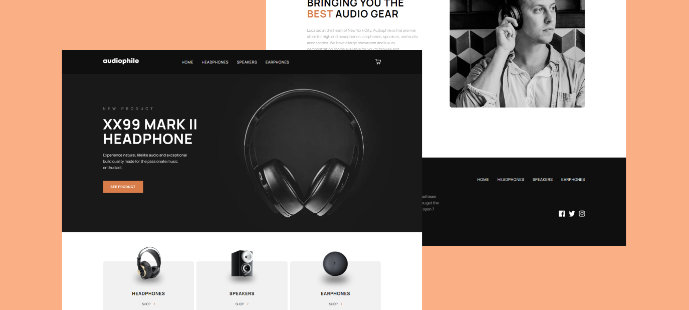 BRINGING YOU THE
BEST AUDIO GEAR
audiophile
HOME HEADPHONES SPEAKERS EARPHONES
NEW PRODUCT
XX99 MARK II
HEADPHONE
Experience natural, lifelike audio and exceptional
build quality made for the passionate music
enthusiast.
SEE PRODUCT
HOME HEADPHONES SPEAKERS EARPHONES
HEADPHONES
SHOP
SPEAKERS
SHOP
EARPHONES
SHOP